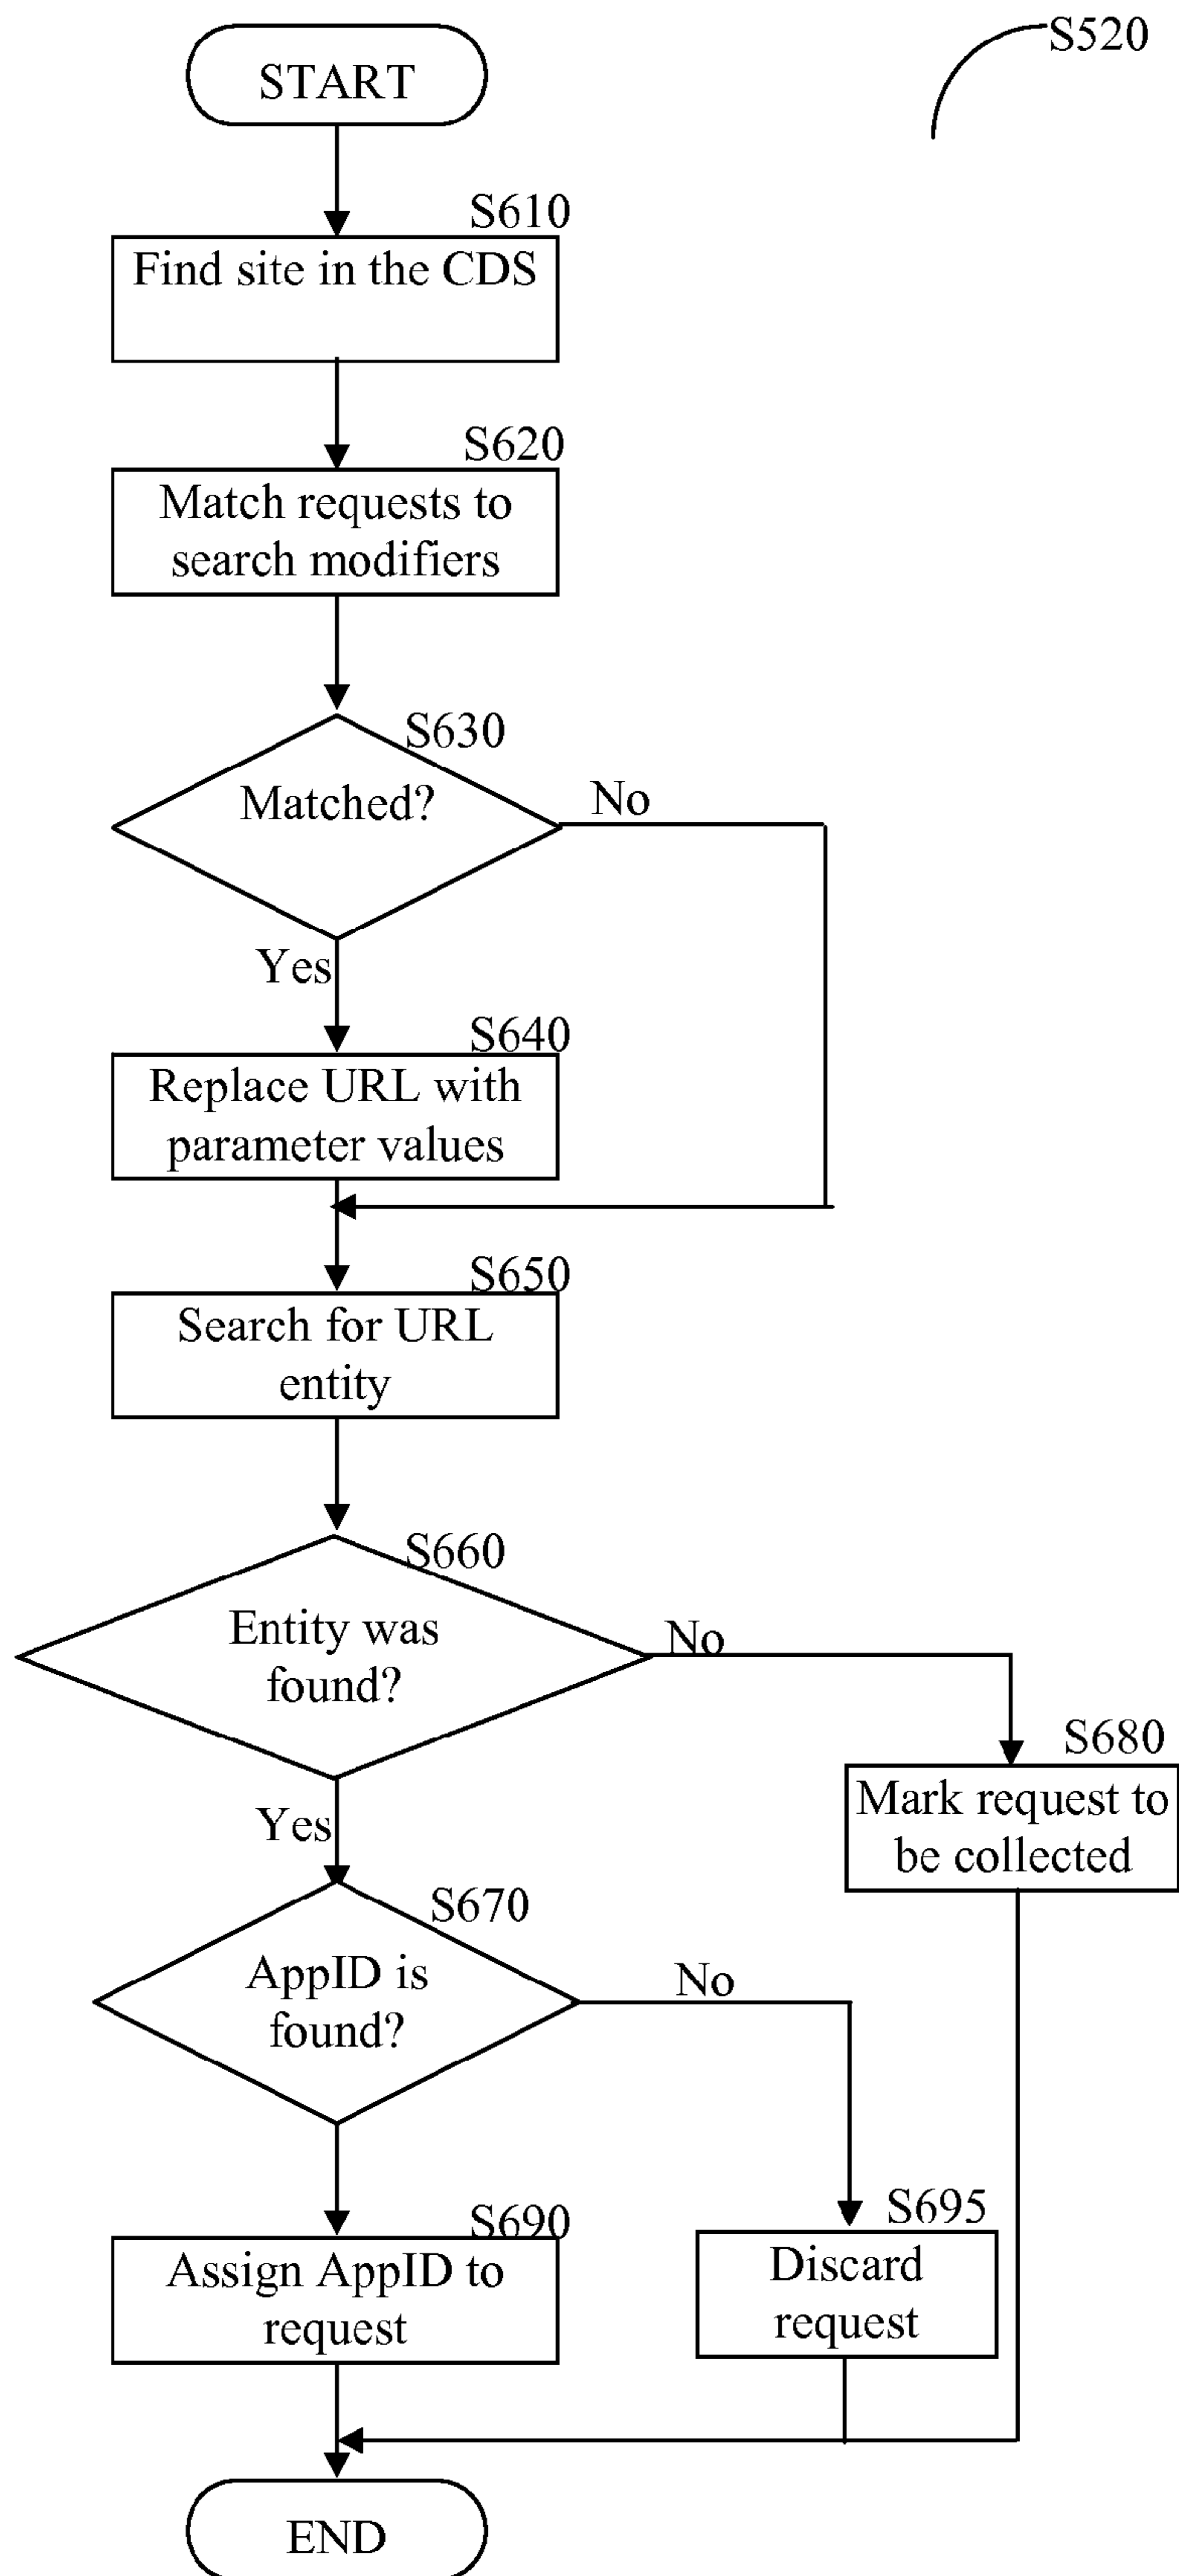 START
S520
S610
Find site in the CDS
S620
Match requests to
search modifiers
S630
Matched?
No
Yes
S640
Replace URL with
parameter values
S650
Search for URL
entity
S660
Entity was
found?
No
Yes
S680
Mark request to
be collected
S670
AppID is
found?
No
S690
Assign AppID to
request
S695
Discard
request
END